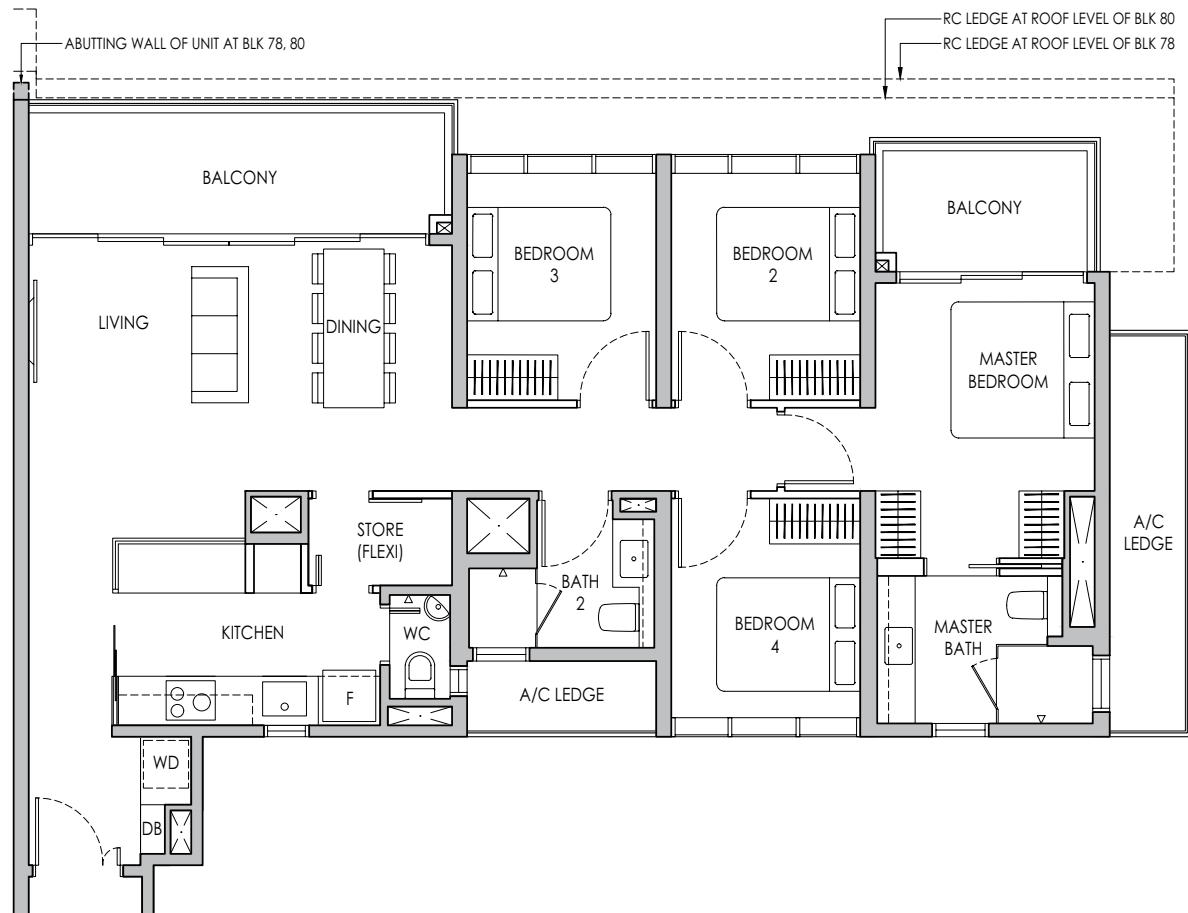 RC LEDGE AT ROOF LEVEL OF BLK 80
ABUTTING WALL OF UNIT AT BLK 78, 80
RC LEDGE AT ROOF LEVEL OF BLK 78
BALCONY
BALCONY
BEDROOM
3
BEDROOM
2
LIVING
DINING
MASTER
BEDROOM
STORE
(FLEXI)
A/C
LEDGE
BATH
2
KITCHEN
WC
BEDROOM
4
MASTER
BATH
F
A/C LEDGE
WD
DB